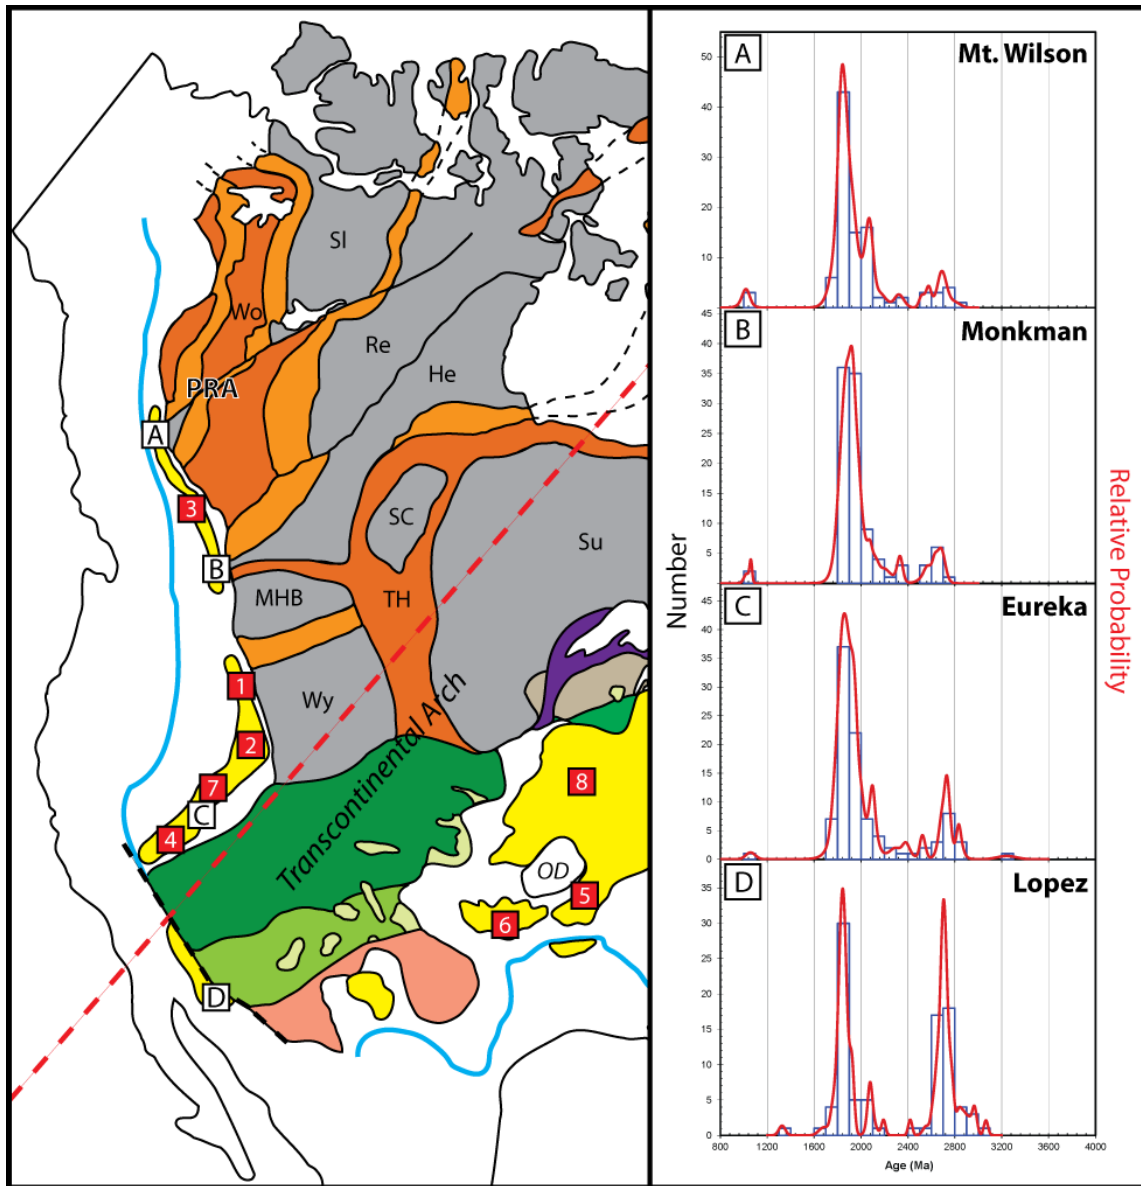 Sl
Wo
Re
PRA
He
A
3
SC
B
Su
MHB
TH
1
Wy
2
7
8
C
4
Transcontinental Arch
OD
5
6
D
A
Mt. Wilson
50
40
30
20
10
B
Monkman
45
40
35
30
25
20
15
10
5
C
Eureka
45
40
35
30
25
20
15
10
5
0
D
Lopez
35
30
25
20
15
10
5
0
800 1200 1600 2000 2400 2800 3200 3600 4000
Age (Ma)
Number
Relative Probability